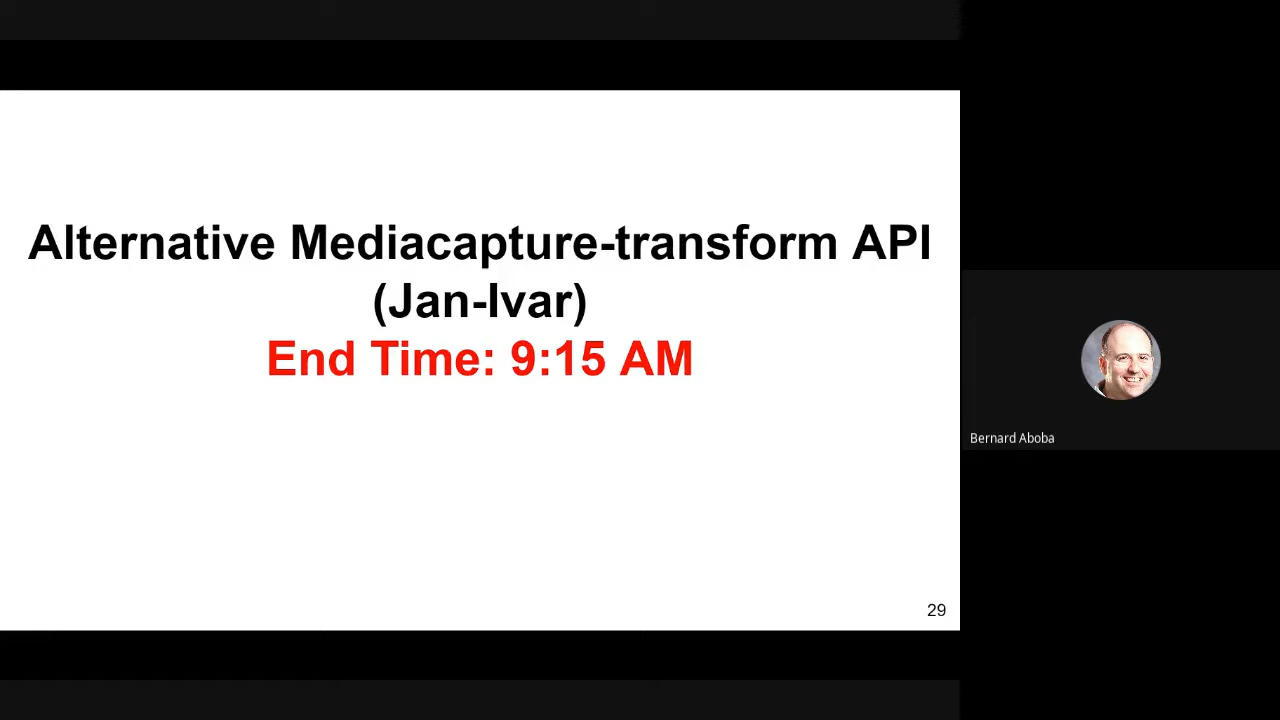 Alternative Mediacapture-transform API
(Jan-Ivar)
End Time: 9:15 AM
29
Bernard Aboba